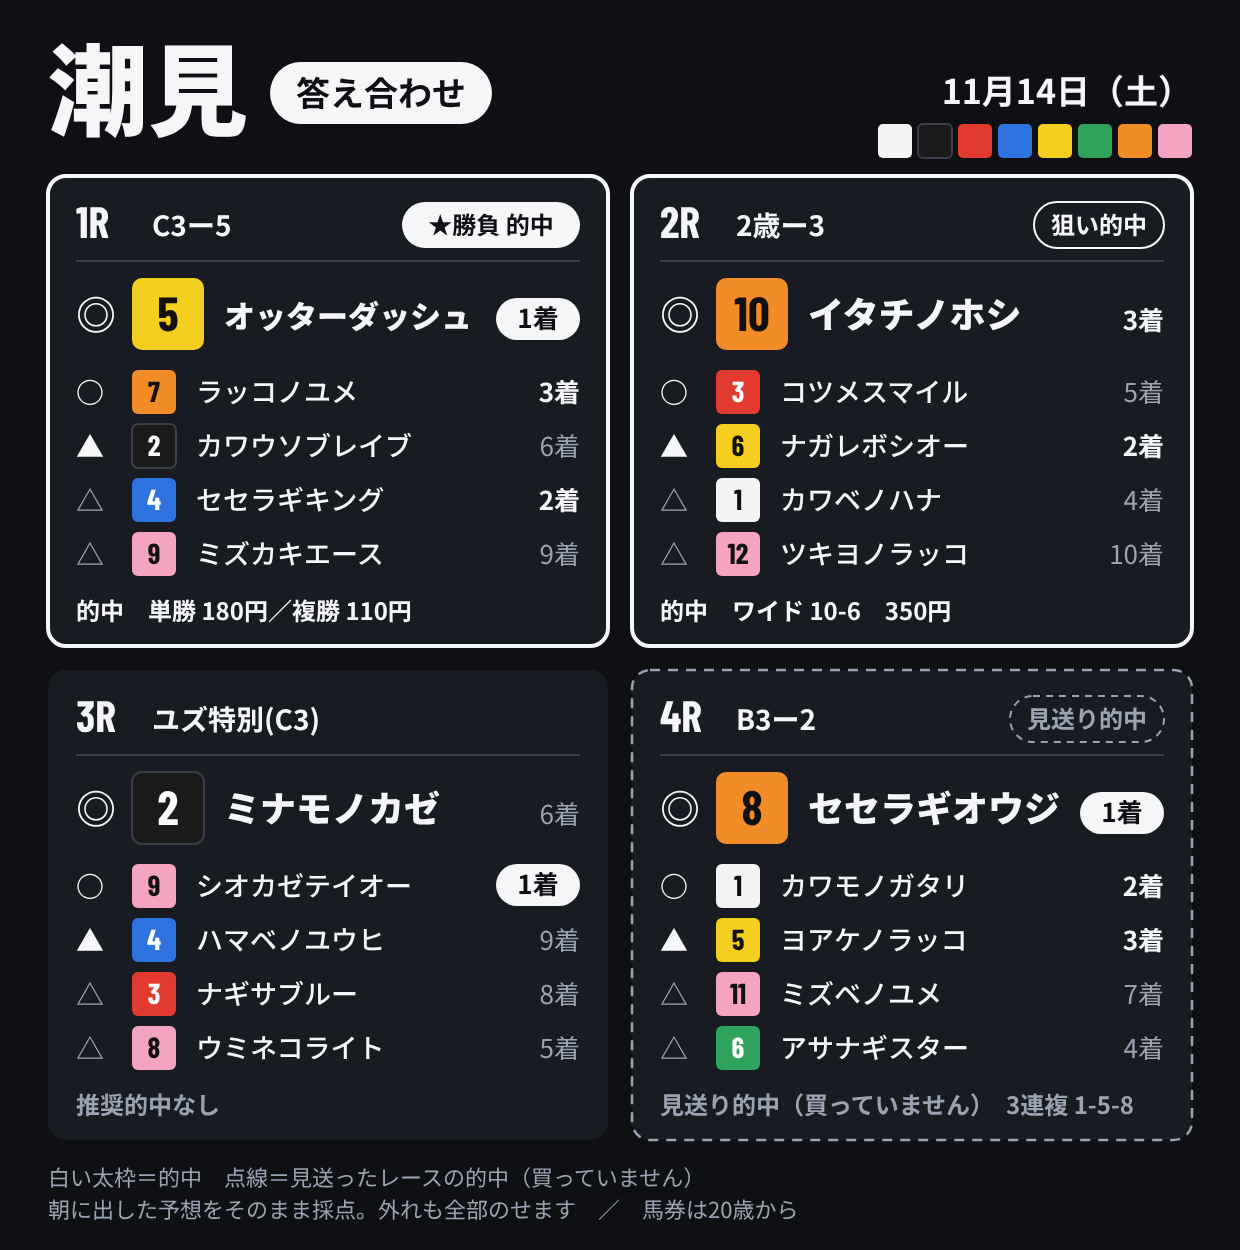 潮見 答え合わせ
11月14日（土）
1R C3ー5 ★勝負 的中
◎ 5 オッターダッシュ 1着
○ 7 ラッコノユメ 3着
▲ 2 カワウソブレイブ 6着
△ 4 セセラギキング 2着
△ 9 ミズカキエース 9着
的中 単勝 180円／複勝 110円
2R 2歳ー3 狙い的中
◎ 10 イタチノホシ 3着
○ 3 コツメスマイル 5着
▲ 6 ナガレボシオー 2着
△ 1 カワベノハナ 4着
△ 12 ツキヨノラッコ 10着
的中 ワイド 10-6 350円
3R ユズ特別(C3)
◎ 2 ミナモノカゼ 6着
○ 9 シオカゼテイオー 1着
▲ 4 ハマベノユウヒ 9着
△ 3 ナギサブルー 8着
△ 8 ウミネコライト 5着
推奨的中なし
4R B3ー2 見送り的中
◎ 8 セセラギオウジ 1着
○ 1 カワモノガタリ 2着
▲ 5 ヨアケノラッコ 3着
△ 11 ミズベノユメ 7着
△ 6 アサナギスター 4着
見送り的中（買っていません） 3連複 1-5-8
白い太枠＝的中 点線＝見送ったレースの的中（買っていません）
朝に出した予想をそのまま採点。外れも全部のせます ／ 馬券は20歳から